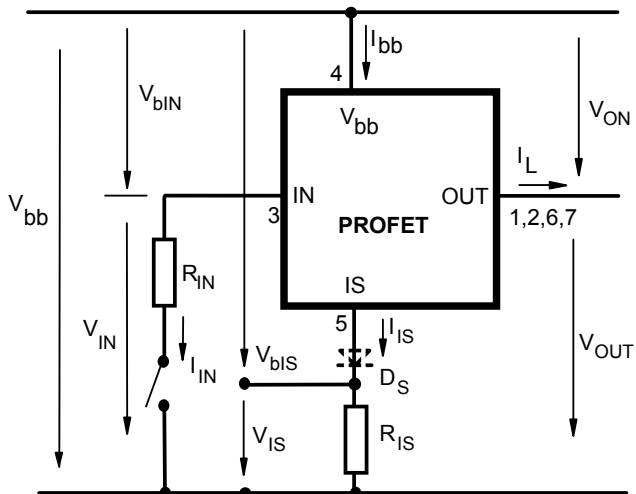 I_bb
4
V_bIN
V_bb
V_ON
I_L
V_bb
3
IN
OUT
1,2,6,7
PROFET
R_IN
IS
5
I_IS
V_IN
V_OUT
I_IN
V_bIS
D_S
V_IS
R_IS